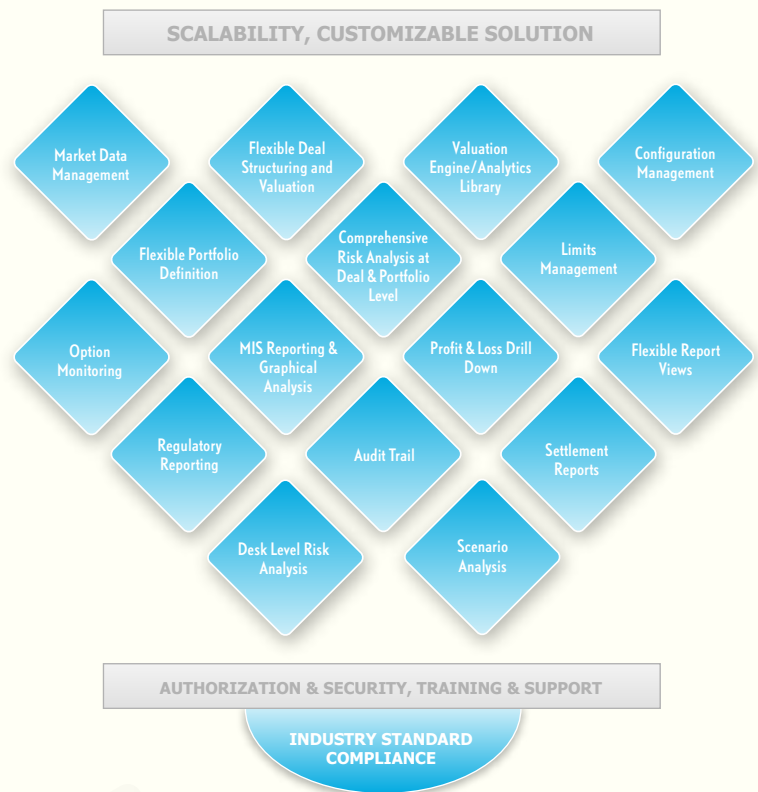 SCALABILITY, CUSTOMIZABLE SOLUTION
Market Data
Management
Flexible Deal
Structuring and
Valuation
Valuation
Engine/Analytics
Library
Configuration
Management
Flexible Portfolio
Definition
Comprehensive
Risk Analysis at
Deal & Portfolio
Level
Limits
Management
Option
Monitoring
MIS Reporting &
Graphical
Analysis
Profit & Loss Drill
Down
Flexible Report
Views
Regulatory
Reporting
Audit Trail
Settlement
Reports
Desk Level Risk
Analysis
Scenario
Analysis
AUTHORIZATION & SECURITY, TRAINING & SUPPORT
INDUSTRY STANDARD
COMPLIANCE